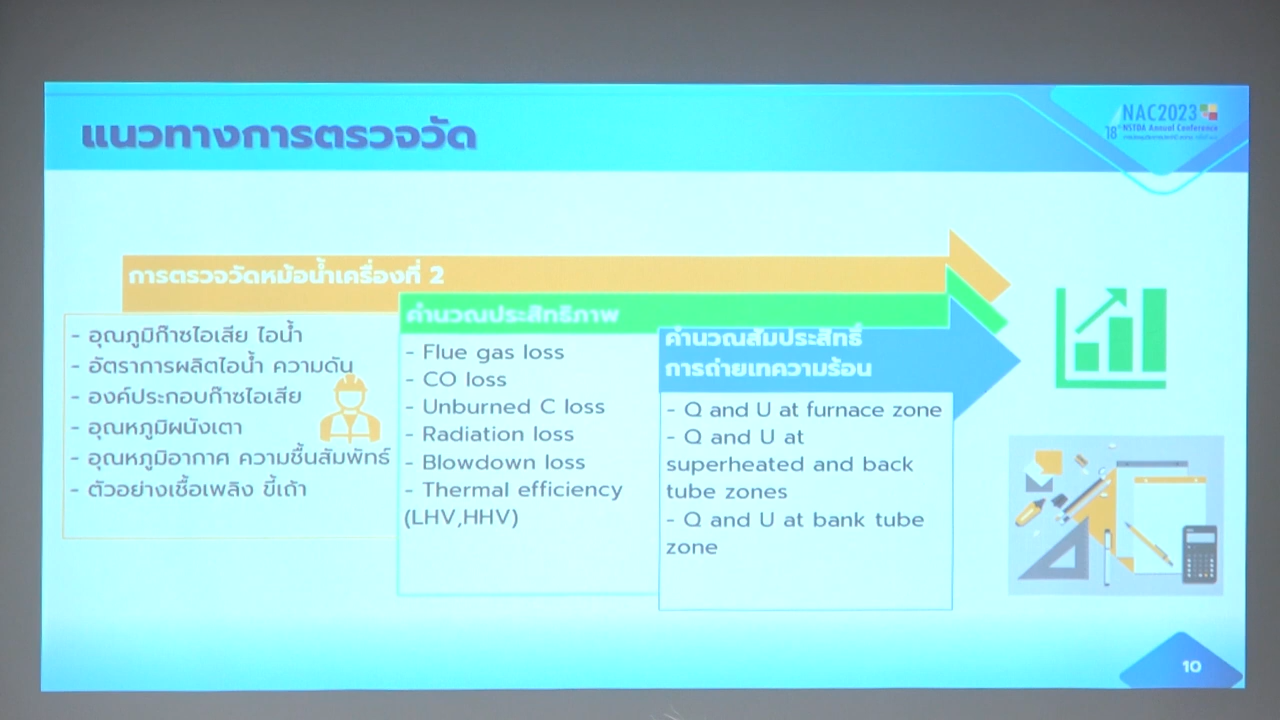 แนวทางการตรวจวัด
NAC2023
18th NSTDA Annual Conference
การตรวจวัดหม้อน้ำเครื่องที่ 2
- อุณภูมิก๊าซไอเสีย ไอน้ำ
- อัตราการผลิตไอน้ำ ความดัน
- องค์ประกอบก๊าซไอเสีย
- อุณหภูมิผนังเตา
- อุณหภูมิอากาศ ความชื้นสัมพัทธ์
- ตัวอย่างเชื้อเพลิง ขี้เถ้า
คำนวณประสิทธิภาพ
- Flue gas loss
- CO loss
- Unburned C loss
- Radiation loss
- Blowdown loss
- Thermal efficiency
(LHV,HHV)
คำนวณสัมประสิทธิ์
การถ่ายเทความร้อน
- Q and U at furnace zone
- Q and U at
superheated and back
tube zones
- Q and U at bank tube
zone
10